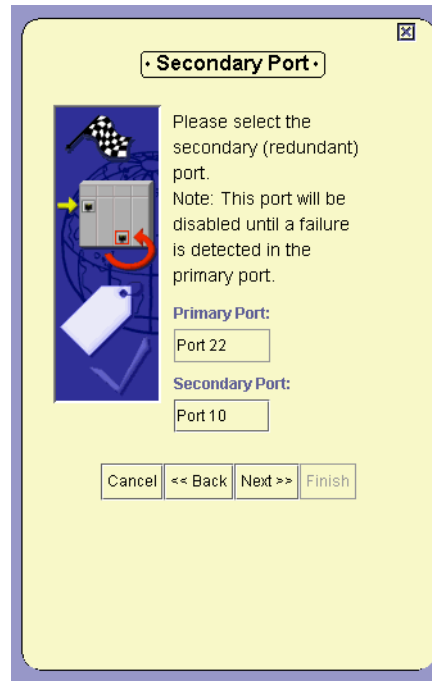 • Secondary Port •
Please select the
secondary (redundant)
port.
Note: This port will be
disabled until a failure
is detected in the
primary port.
Primary Port:
Port 22
Secondary Port:
Port 10
Cancel << Back Next >> Finish